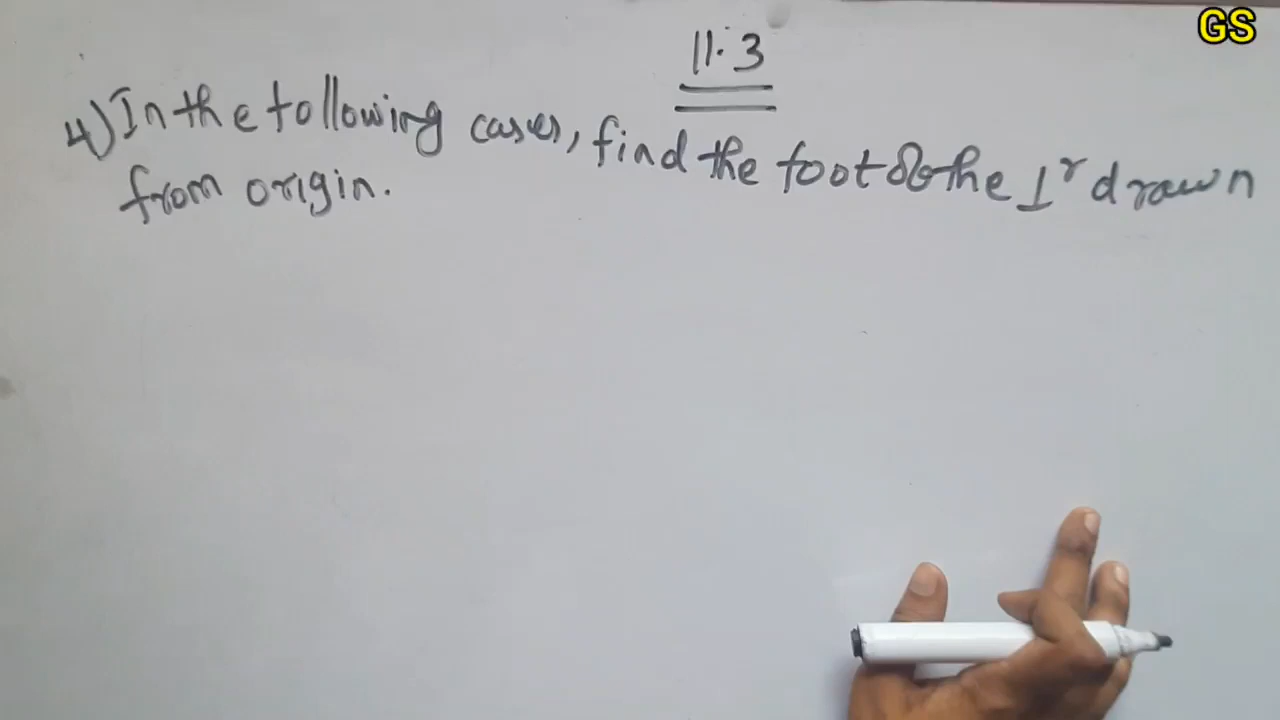 GS
11.3
4) In the following cases, find the foot of the ⊥r drawn
from origin.